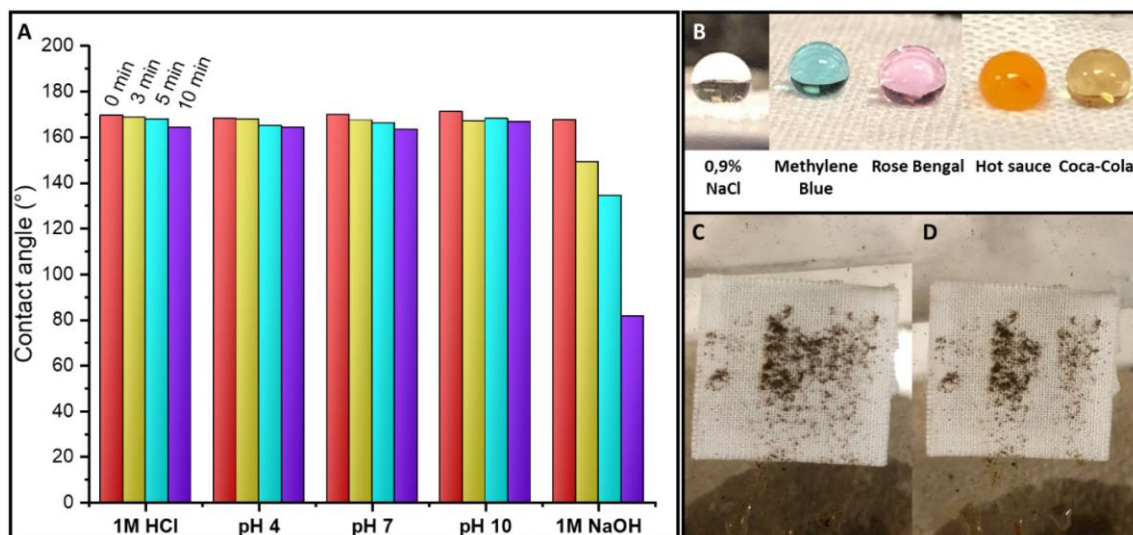 A
Contact angle (°)
200
180
160
140
120
100
80
60
40
20
0
0 min
3 min
5 min
10 min
1M HCl
pH 4
pH 7
pH 10
1M NaOH
B
0,9%
NaCl
Methylene
Blue
Rose Bengal
Hot sauce
Coca-Cola
C
D